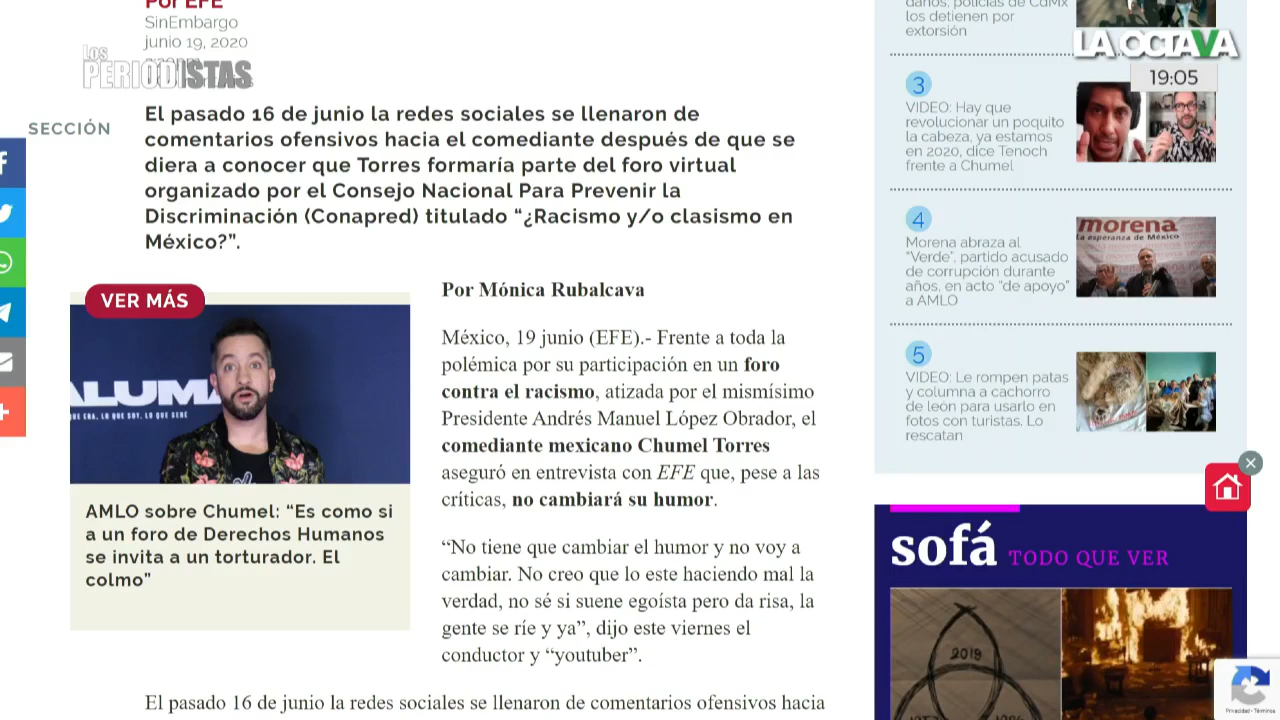 Por EFE
SinEmbargo
junio 19, 2020
Los
PERIODISTAS
SECCIÓN
El pasado 16 de junio la redes sociales se llenaron de
comentarios ofensivos hacia el comediante después de que se
diera a conocer que Torres formaría parte del foro virtual
organizado por el Consejo Nacional Para Prevenir la
Discriminación (Conapred) titulado “¿Racismo y/o clasismo en
México?”.
VER MÁS
AMLO sobre Chumel: “Es como si
a un foro de Derechos Humanos
se invita a un torturador. El
colmo”
Por Mónica Rubalcava
México, 19 junio (EFE).- Frente a toda la
polémica por su participación en un foro
contra el racismo, atizada por el mismísimo
Presidente Andrés Manuel López Obrador, el
comediante mexicano Chumel Torres
aseguró en entrevista con EFE que, pese a las
críticas, no cambiará su humor.
“No tiene que cambiar el humor y no voy a
cambiar. No creo que lo este haciendo mal la
verdad, no sé si suene egoísta pero da risa, la
gente se ríe y ya”, dijo este viernes el
conductor y “youtuber”.
El pasado 16 de junio la redes sociales se llenaron de comentarios ofensivos hacia
daños; policías de CdMx
los detienen por
extorsión
LA OCTAVA
19:05
3
VIDEO: Hay que
revolucionar un poquito
la cabeza, ya estamos
en 2020, dice Tenoch
frente a Chumel
4
Morena abraza al
“Verde”, partido acusado
de corrupción durante
años, en acto “de apoyo”
a AMLO
morena
La esperanza de México
5
VIDEO: Le rompen patas
y columna a cachorro
de león para usarlo en
fotos con turistas. Lo
rescatan
sofá TODO QUE VER
2019
Privacidad - Términos